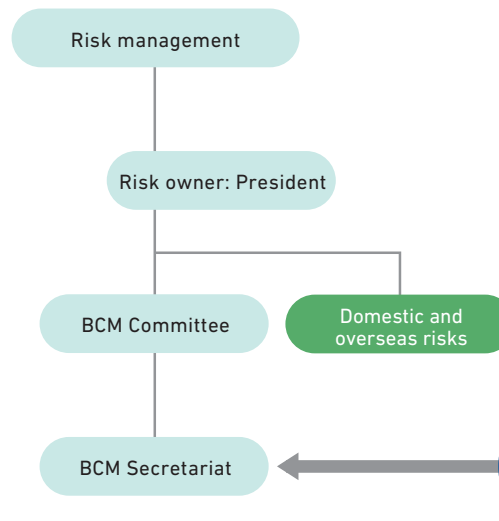 Risk management
Risk owner: President
BCM Committee
Domestic and
overseas risks
BCM Secretariat